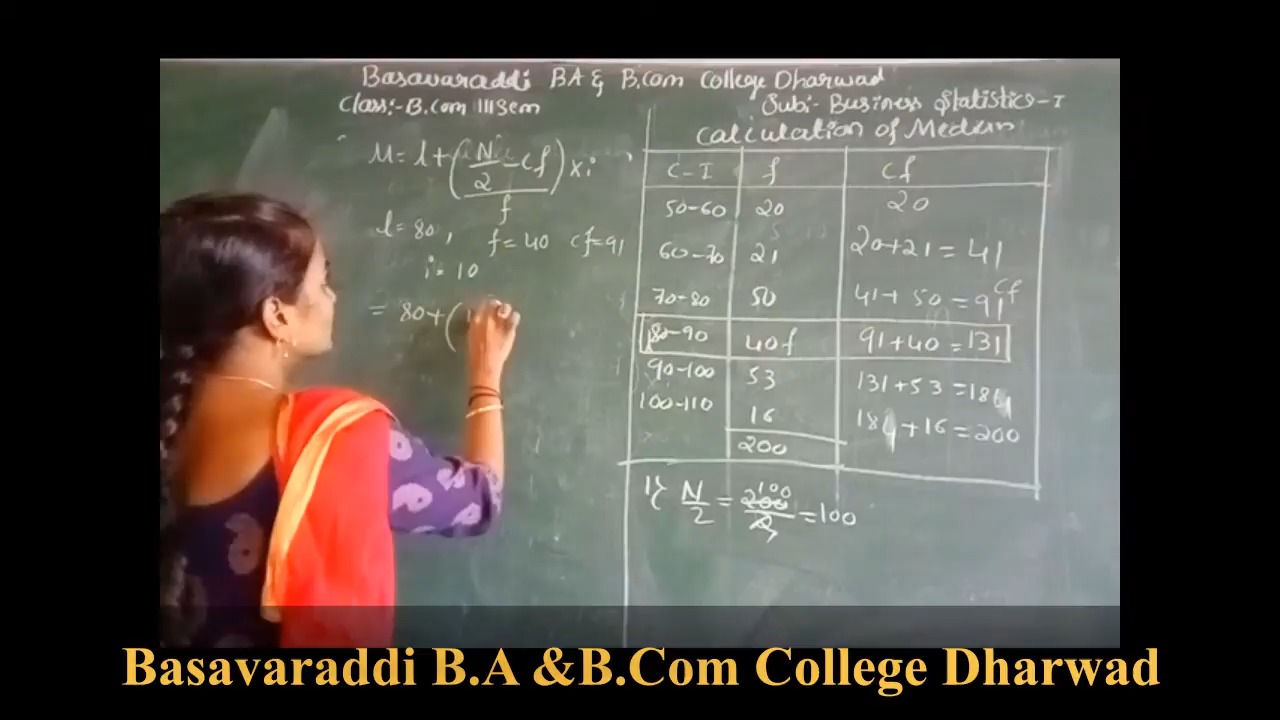 Basavaraddi BA & B.Com College Dharwad
Class:- B.Com III Sem
Sub:- Business Statistics-I
Calculation of Median
M = l + ( N/2 - cf / f ) x i
l = 80, f = 40 cf = 91
i = 10
= 80 + (
C-I f Cf
50-60 20 20
60-70 21 20+21 = 41
70-80 50 41+50 = 91 Cf
80-90 40 f 91+40 = 131
90-100 53 131+53 = 184
100-110 16 184+16 = 200
200
1) N/2 = 200/2 100 = 100
Basavaraddi B.A &B.Com College Dharwad